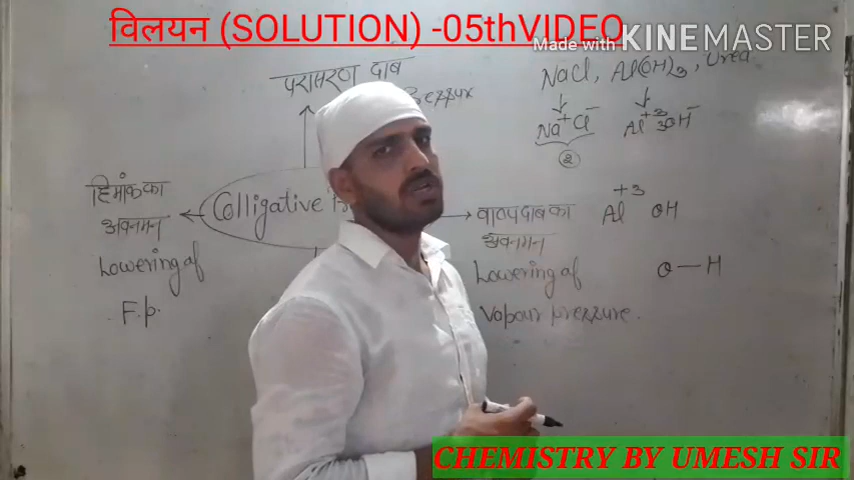 विलयन (SOLUTION) -05thVIDEO
Made with KINEMASTER
परासरण दाब
NaCl, Al(OH)3, Urea
Na+ Cl- Al+3 3OH-
2
हिमांक का
अवनमन
Lowering of
F.p.
Colligative
वाष्प दाब का
अवनमन
Lowering of
Vapour pressure.
Al+3 OH
O—H
CHEMISTRY BY UMESH SIR